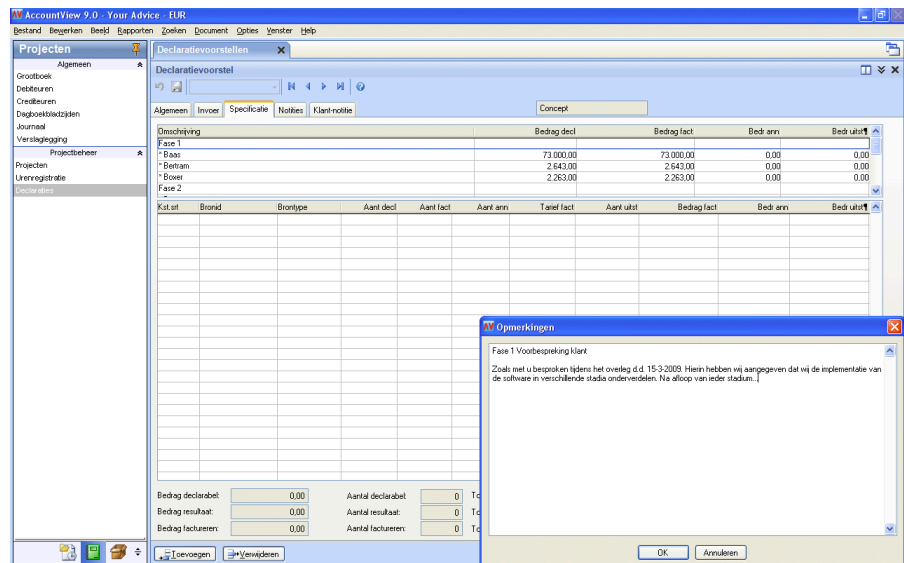 AccountView 9.0 - Your Advice - EUR
Bestand Bewerken Beeld Rapporten Zoeken Document Opties Venster Help
Projecten
Algemeen
Grootboek
Debiteuren
Crediteuren
Dagboekbladzijden
Journaal
Verslaglegging
Projectbeheer
Projecten
Urenregistratie
Declaraties
Declaratievoorstellen
Declaratievoorstel
Algemeen Invoer Specificatie Notities Klant-notitie Concept
Omschrijving Bedrag decl Bedrag fact Bedr ann Bedr uitst¶
Fase 1
* Baas 73.000,00 73.000,00 0,00 0,00
* Bertram 2.643,00 2.643,00 0,00 0,00
* Boxer 2.263,00 2.263,00 0,00 0,00
Fase 2
Kst.srt Bronid Brontype Aant decl Aant fact Aant ann Tarief fact Aant uitst Bedrag fact Bedr ann Bedr uitst¶
Bedrag declarabel: 0,00 Aantal declarabel: 0
Bedrag resultaat: 0,00 Aantal resultaat: 0
Bedrag factureren: 0,00 Aantal factureren: 0
Toevoegen Verwijderen
Opmerkingen
Fase 1 Voorbespreking klant
Zoals met u besproken tijdens het overleg d.d. 15-3-2009. Hierin hebben wij aangegeven dat wij de implementatie van
de software in verschillende stadia onderverdelen. Na afloop van ieder stadium...
OK Annuleren